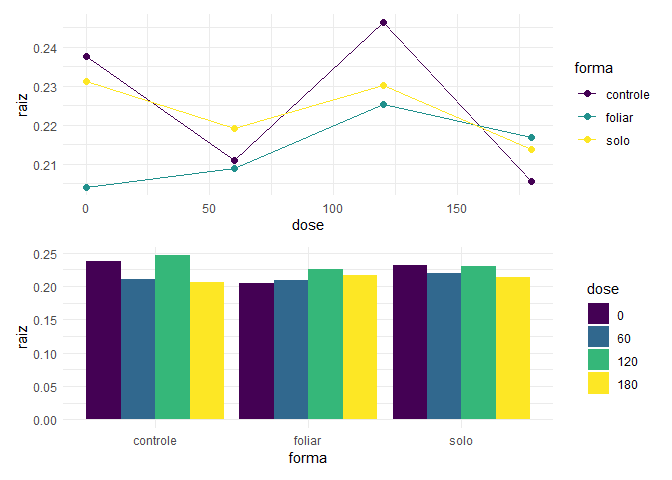 0.24
0.23
0.22
0.21
raiz
0 50 100 150
dose
forma
controle
foliar
solo
0.25
0.20
0.15
0.10
0.05
0.00
raiz
controle foliar solo
forma
dose
0
60
120
180